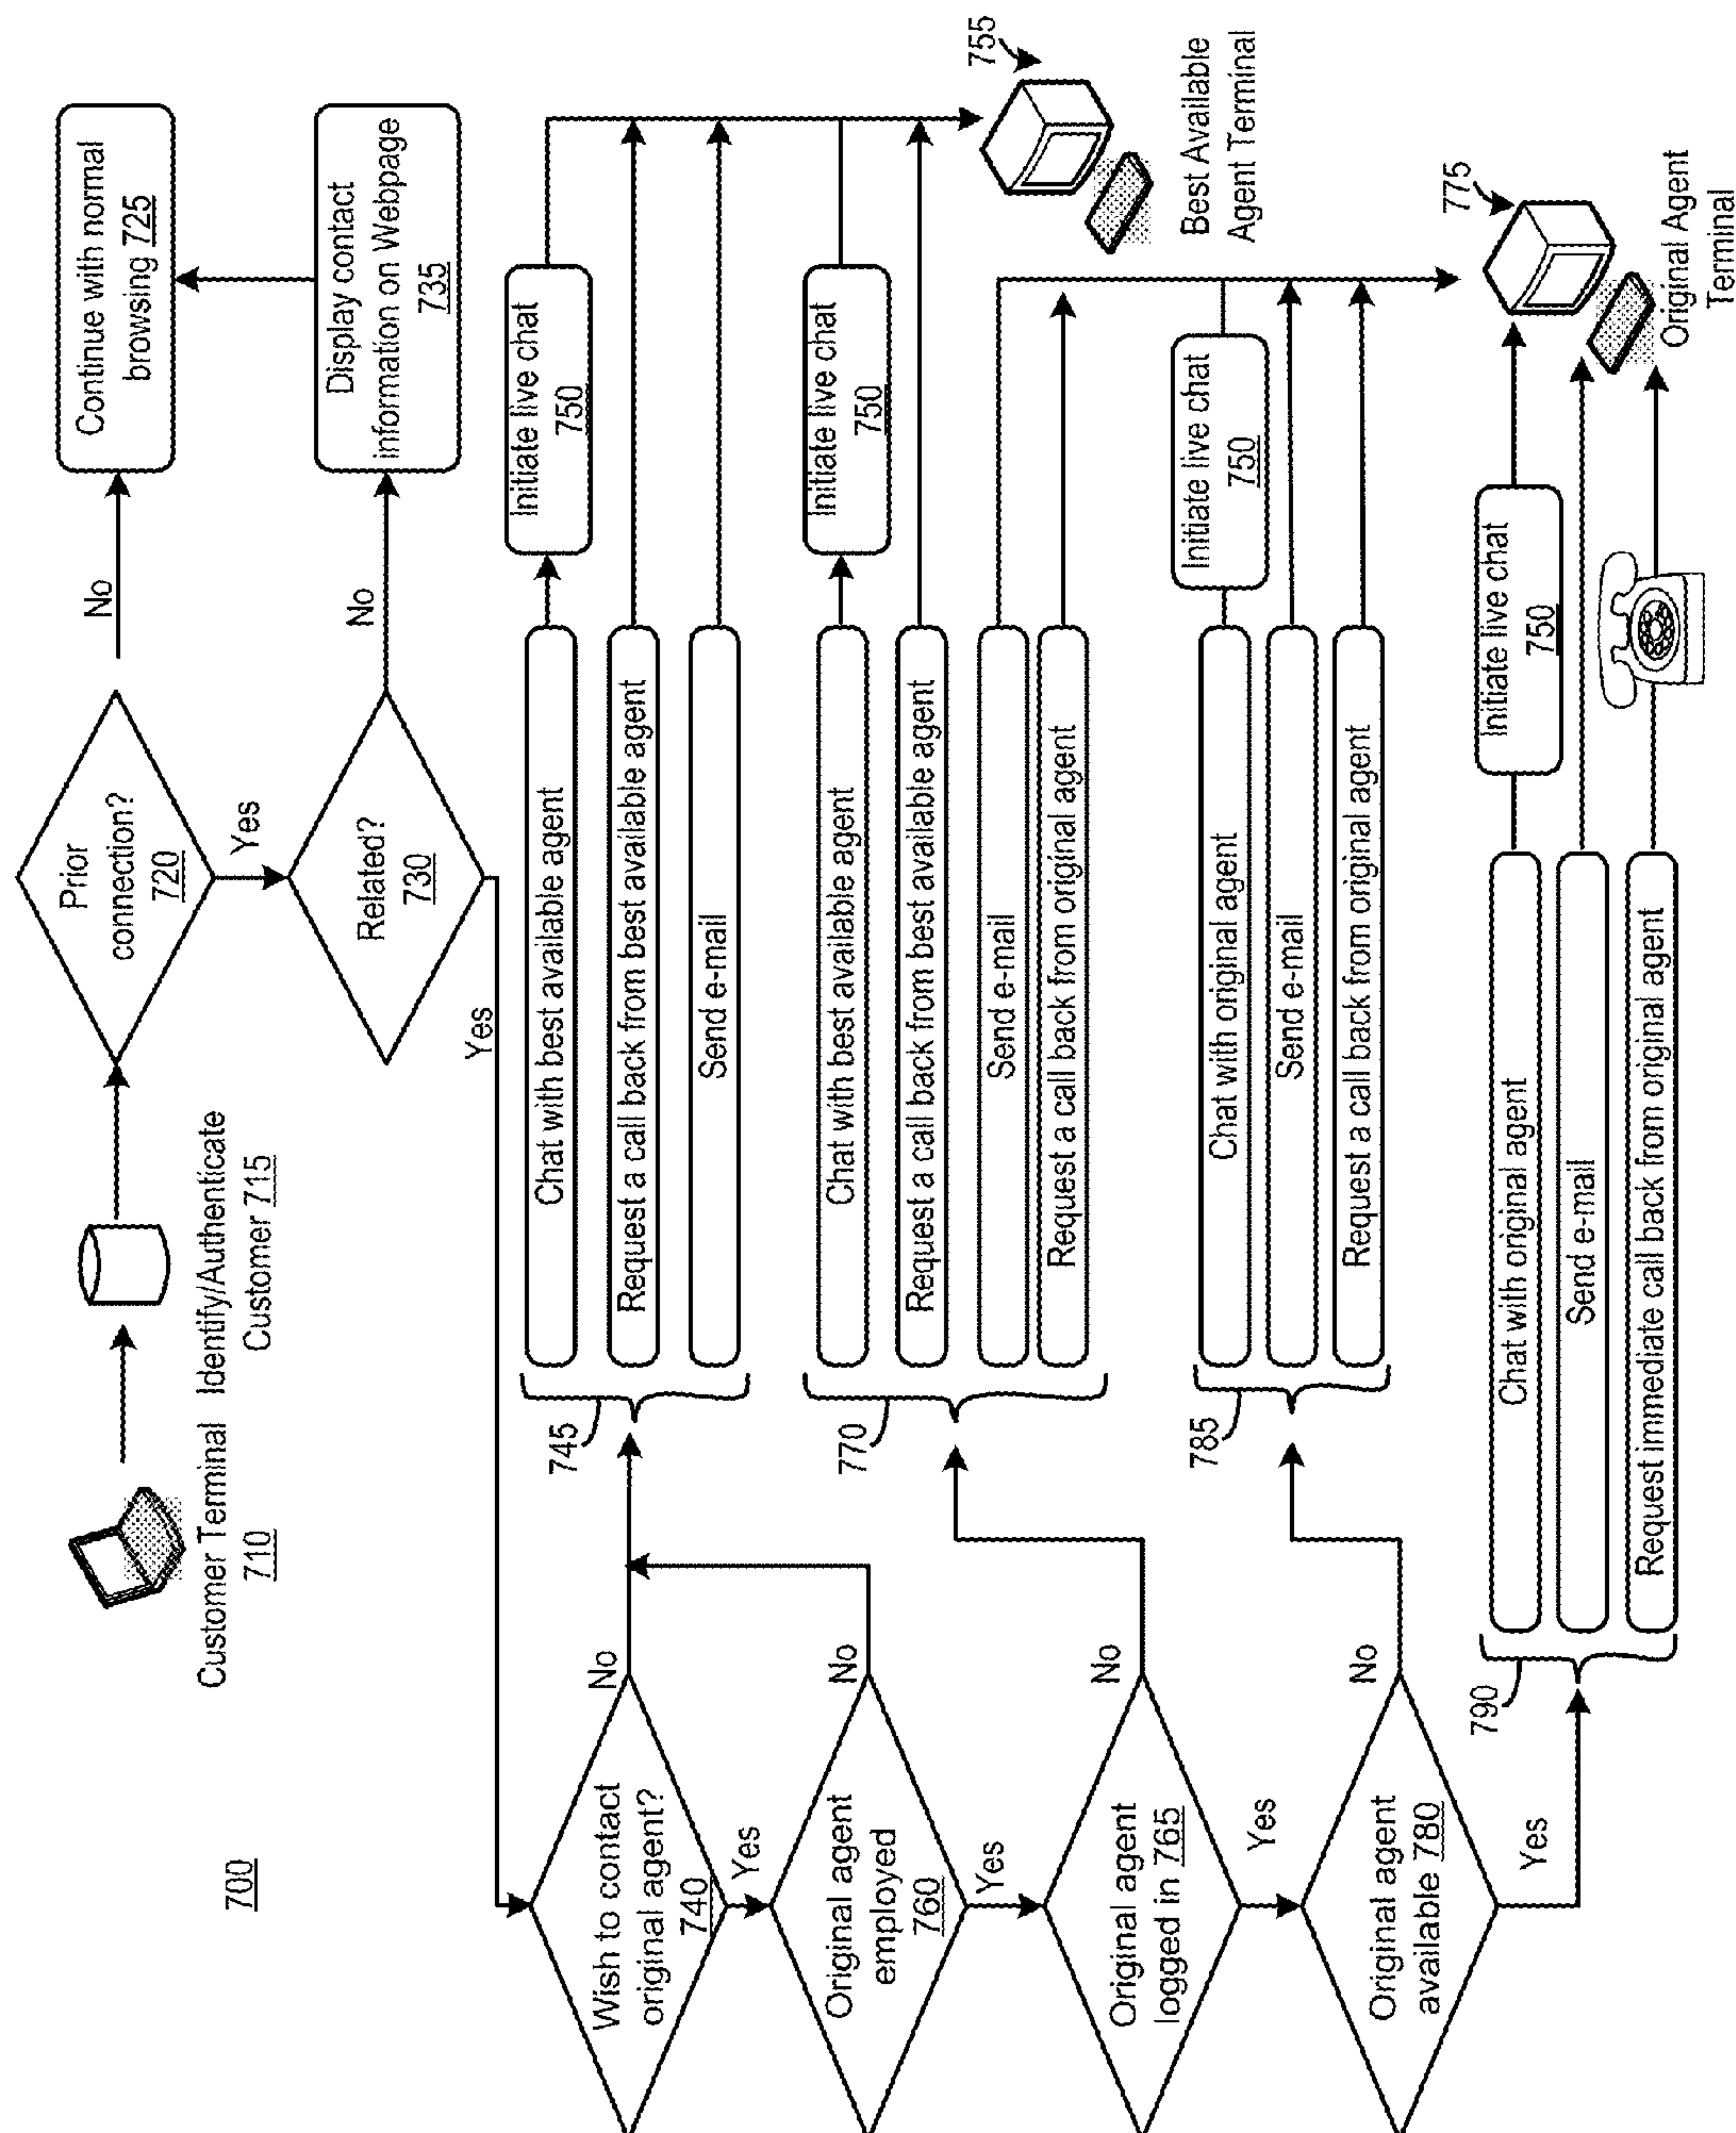 700
Customer Terminal
710
Identify/Authenticate
Customer 715
Prior
connection?
720
No
Continue with normal
browsing 725
Yes
Related?
730
No
Display contact
information on Webpage
735
Yes
Wish to contact
original agent?
740
No
745
Chat with best available agent
Initiate live chat
750
Request a call back from best available agent
Send e-mail
755
Best Available
Agent Terminal
Yes
Original agent
employed
760
No
770
Chat with best available agent
Initiate live chat
750
Request a call back from best available agent
Send e-mail
Request a call back from original agent
Yes
Original agent
logged in 765
No
785
Chat with original agent
Initiate live chat
750
Send e-mail
Request a call back from original agent
775
Original Agent
Terminal
Yes
Original agent
available 780
No
Yes
790
Chat with original agent
Initiate live chat
750
Send e-mail
Request immediate call back from original agent